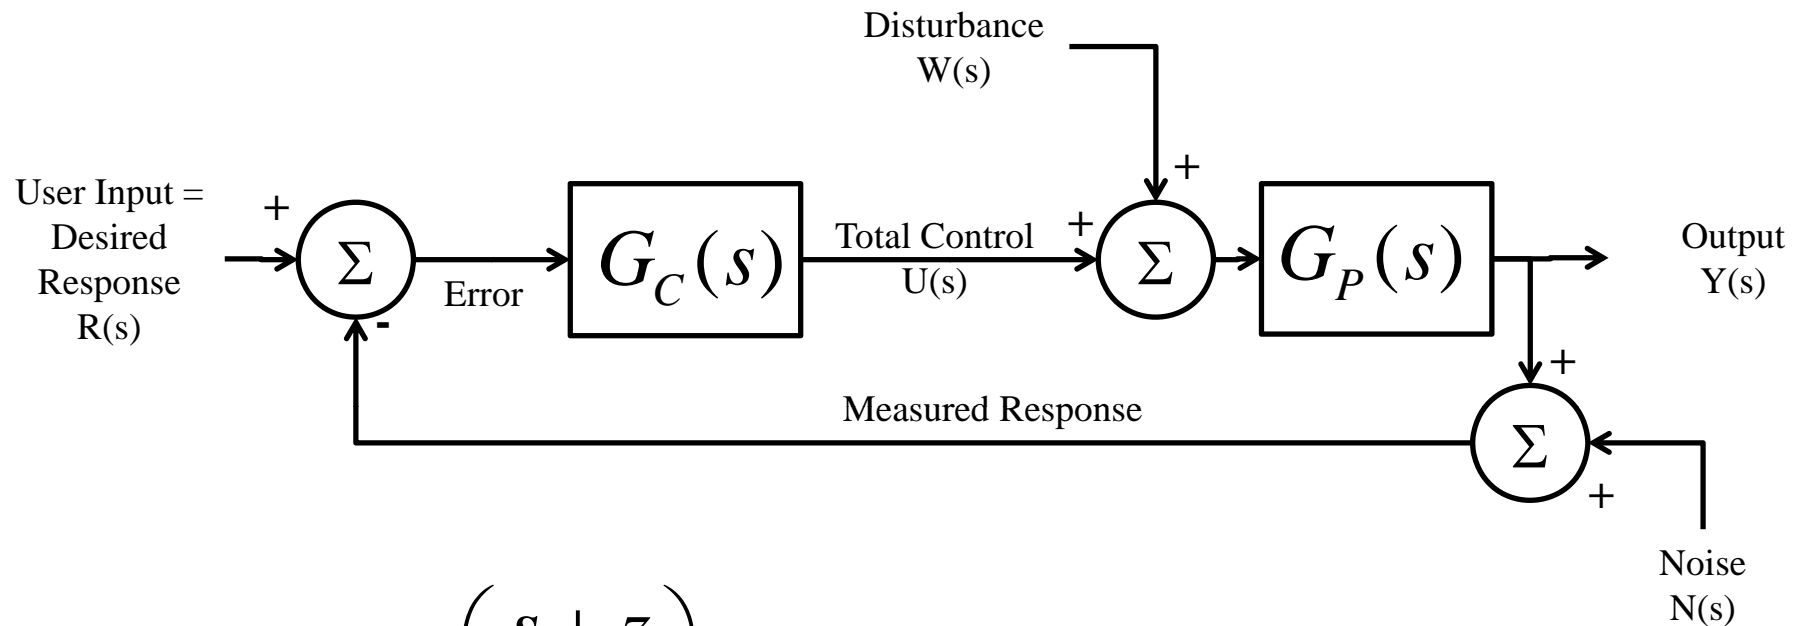 Disturbance
W(s)
+
User Input =
Desired
Response
R(s)
+
Σ
-
Error
G_C(s)
Total Control
U(s)
+
Σ
G_P(s)
Output
Y(s)
+
Measured Response
Σ
+
Noise
N(s)